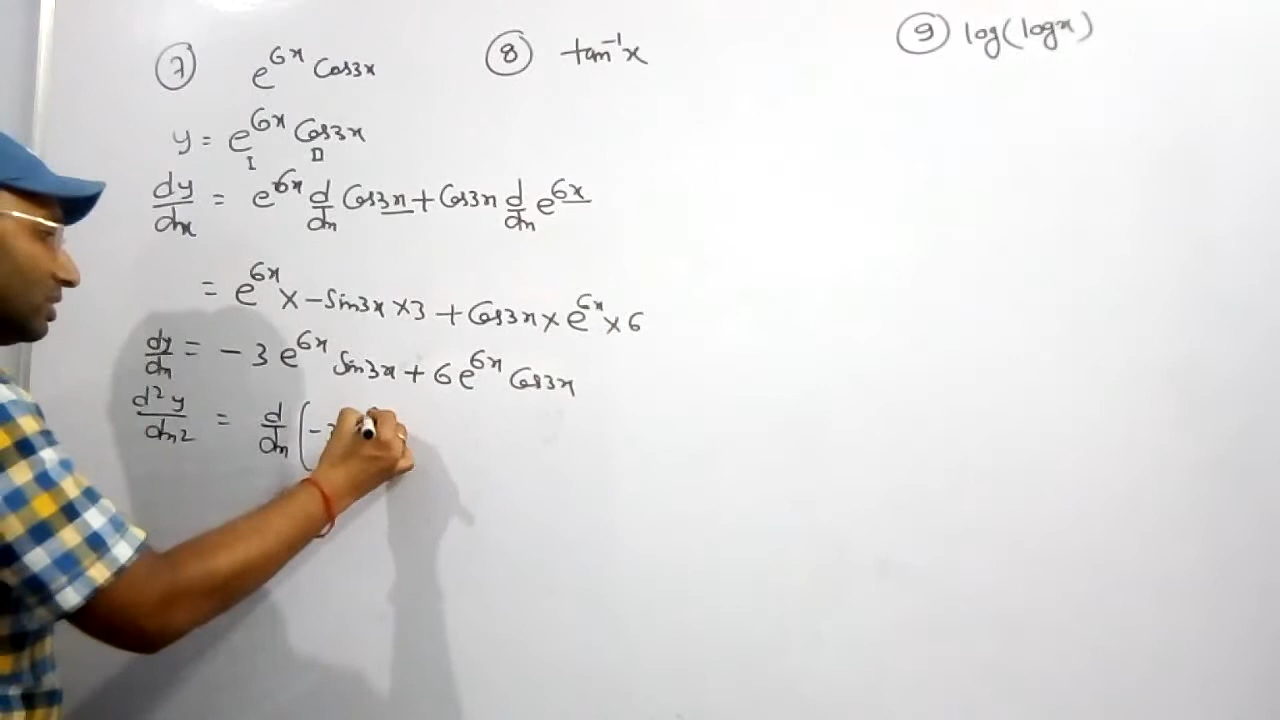 ⑦ e^{6x} Cos3x
y = e^{6x} Cos3x
I II
dy/dx = e^{6x} d/dx Cos3x + Cos3x d/dx e^{6x}
= e^{6x} × -Sin3x × 3 + Cos3x × e^{6x} × 6
dy/dx = -3 e^{6x} Sin3x + 6e^{6x} Cos3x
d²y/dx² = d/dx ( -
⑧ tan⁻¹x
⑨ log(logx)